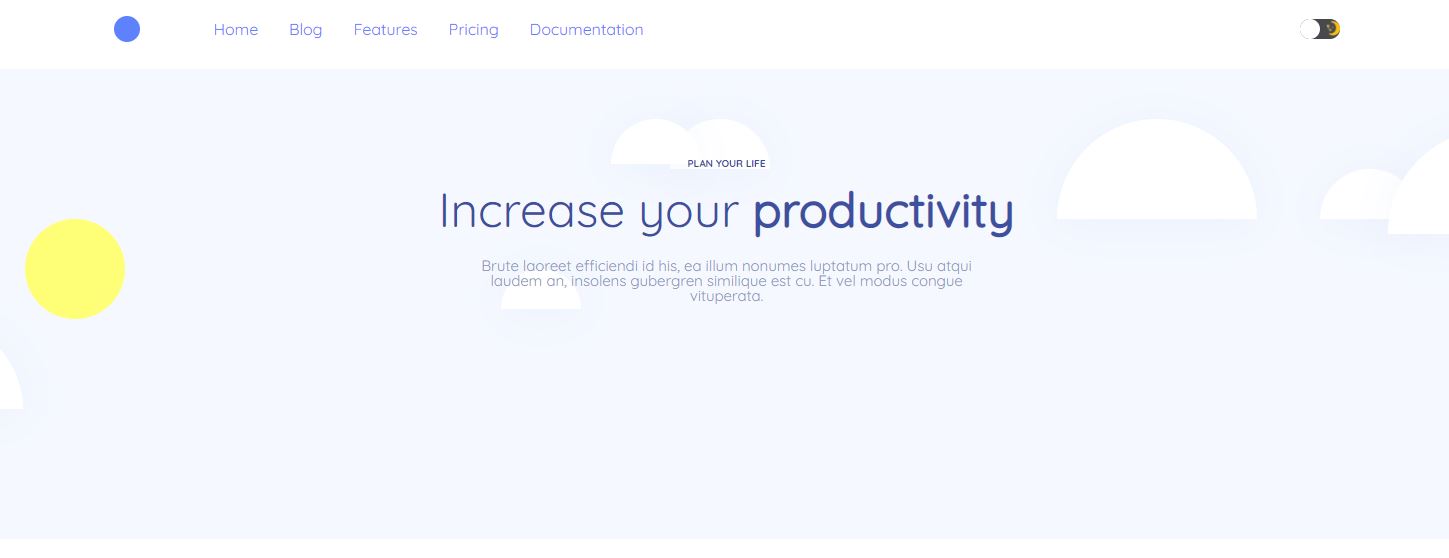 Home Blog Features Pricing Documentation
PLAN YOUR LIFE
Increase your productivity
Brute laoreet efficiendi id his, ea illum nonumes luptatum pro. Usu atqui
laudem an, insolens gubergren similique est cu. Et vel modus congue
vituperata.